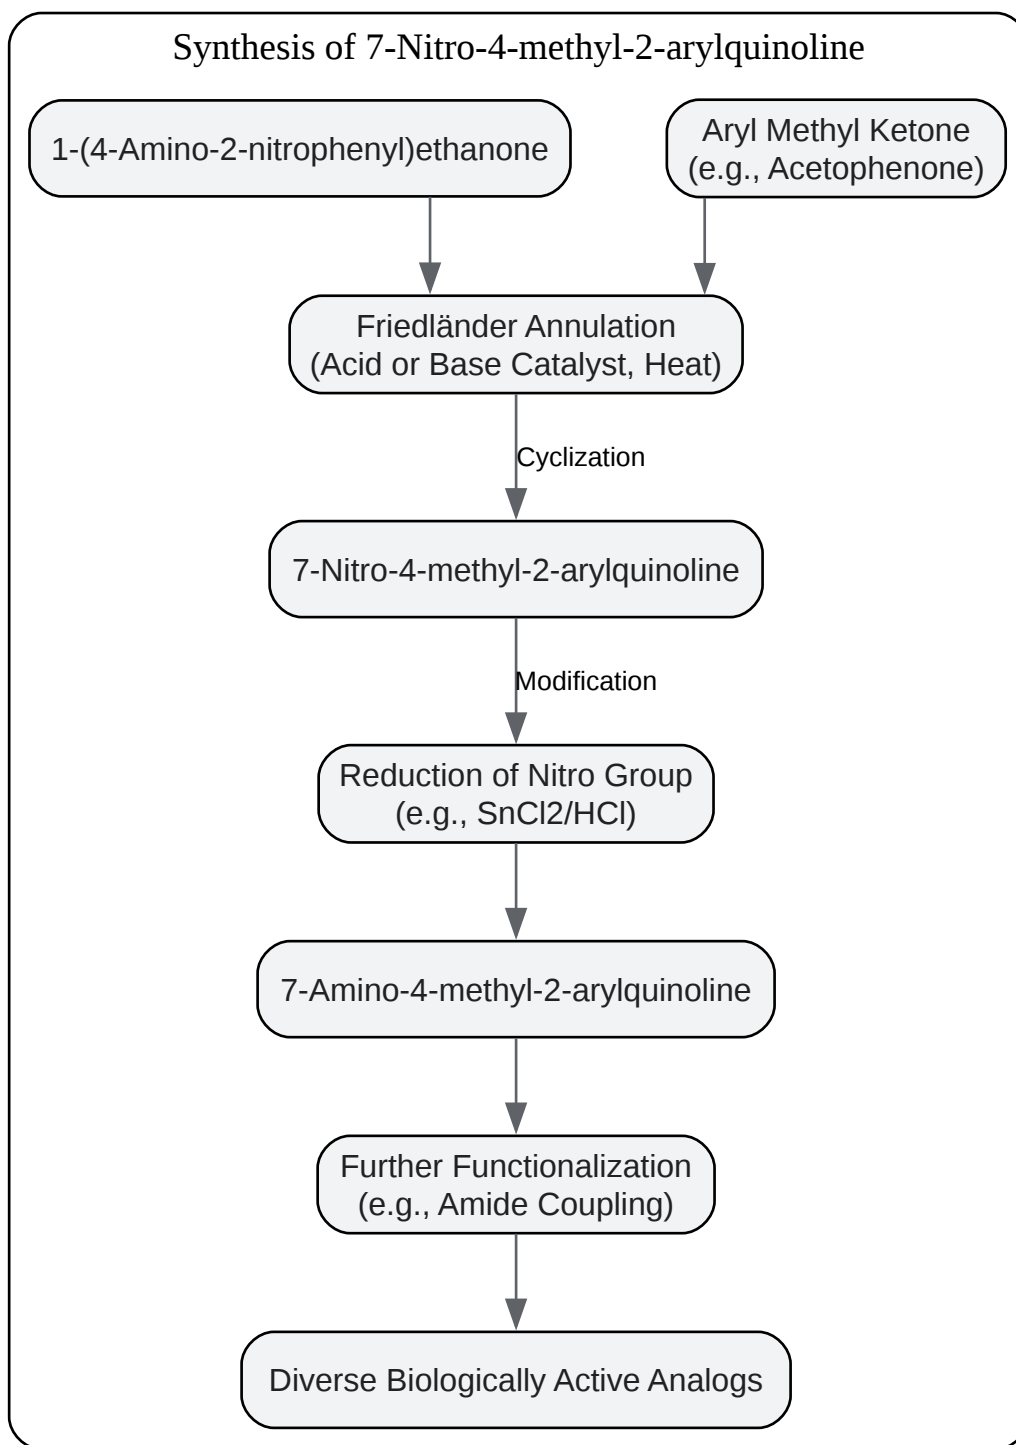 Synthesis of 7-Nitro-4-methyl-2-arylquinoline
1-(4-Amino-2-nitrophenyl)ethanone
Aryl Methyl Ketone
(e.g., Acetophenone)
Friedländer Annulation
(Acid or Base Catalyst, Heat)
Cyclization
7-Nitro-4-methyl-2-arylquinoline
Modification
Reduction of Nitro Group
(e.g., SnCl2/HCl)
7-Amino-4-methyl-2-arylquinoline
Further Functionalization
(e.g., Amide Coupling)
Diverse Biologically Active Analogs